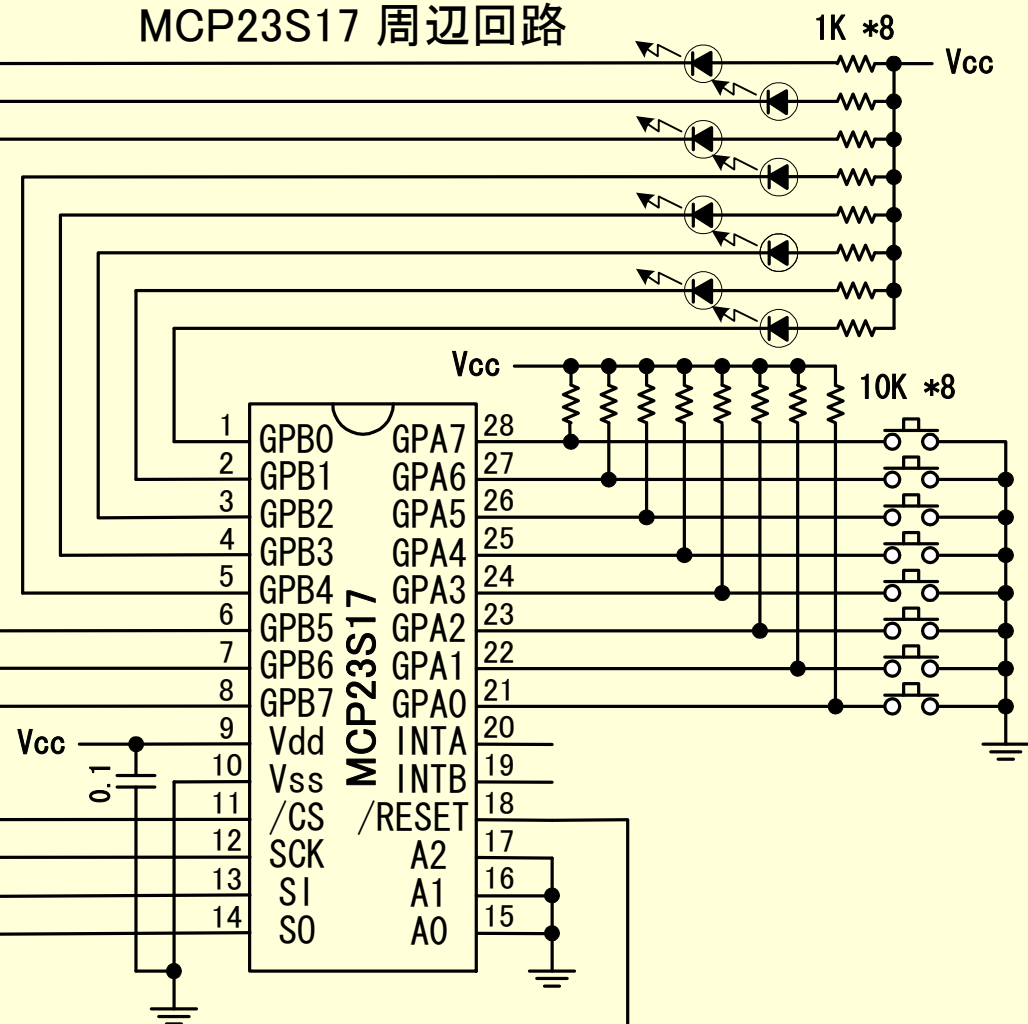 MCP23S17 周辺回路
1K *8
Vcc
Vcc
10K *8
1 GPB0 GPA7 28
2 GPB1 GPA6 27
3 GPB2 GPA5 26
4 GPB3 GPA4 25
5 GPB4 GPA3 24
6 GPB5 GPA2 23
7 GPB6 GPA1 22
8 GPB7 GPA0 21
MCP23S17
Vcc 9 Vdd INTA 20
0.1
10 Vss INTB 19
11 /CS /RESET 18
12 SCK A2 17
13 SI A1 16
14 SO A0 15